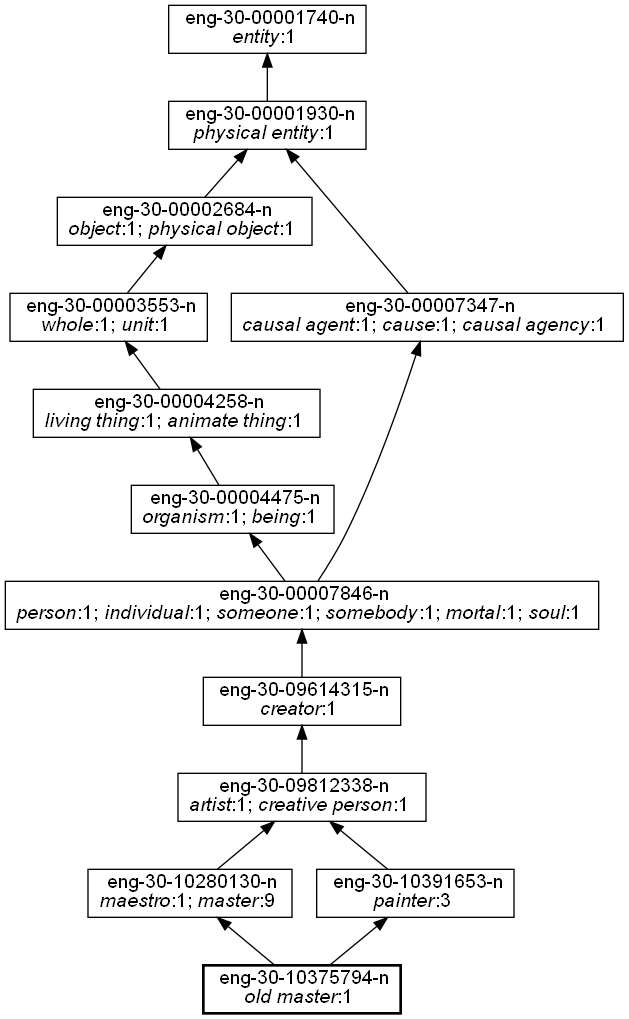 eng-30-00001740-n
entity:1
eng-30-00001930-n
physical entity:1
eng-30-00002684-n
object:1; physical object:1
eng-30-00003553-n
whole:1; unit:1
eng-30-00007347-n
causal agent:1; cause:1; causal agency:1
eng-30-00004258-n
living thing:1; animate thing:1
eng-30-00004475-n
organism:1; being:1
eng-30-00007846-n
person:1; individual:1; someone:1; somebody:1; mortal:1; soul:1
eng-30-09614315-n
creator:1
eng-30-09812338-n
artist:1; creative person:1
eng-30-10280130-n
maestro:1; master:9
eng-30-10391653-n
painter:3
eng-30-10375794-n
old master:1